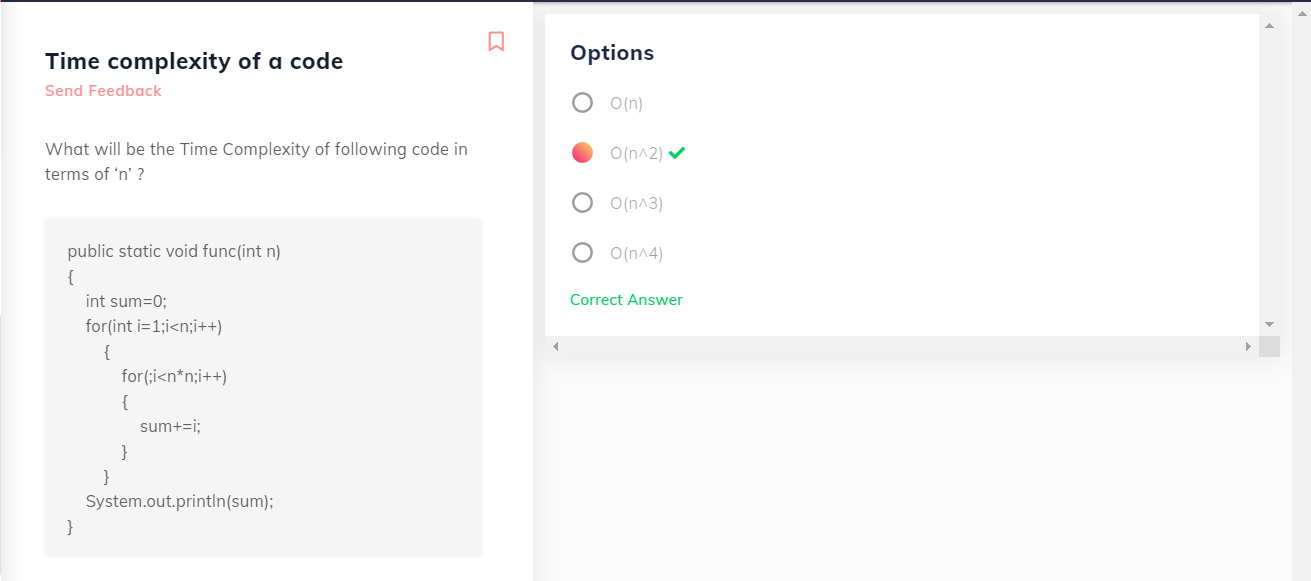 Time complexity of a code
Send Feedback
What will be the Time Complexity of following code in
terms of ‘n’ ?
public static void func(int n)
{
int sum=0;
for(int i=1;i<n;i++)
{
for(;i<n*n;i++)
{
sum+=i;
}
}
System.out.println(sum);
}
Options
O(n)
O(n^2)
O(n^3)
O(n^4)
Correct Answer